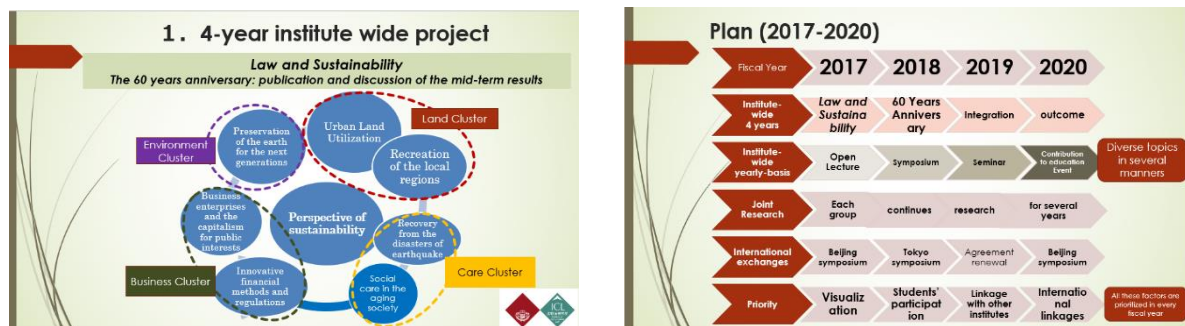 1. 4-year institute wide project
Law and Sustainability
The 60 years anniversary: publication and discussion of the mid-term results
Environment
Cluster
Preservation
of the earth
for the next
generations
Urban Land
Utilization
Land Cluster
Recreation
of the local
regions
Business
enterprises
and the
capitalism
for public
interests
Perspective of
sustainability
Recovery
from the
disasters of
earthquake
Business Cluster
Innovative
financial
methods and
regulations
Social
care in the
aging
society
Care Cluster
ICL
Plan (2017-2020)
Fiscal Year
2017
2018
2019
2020
Institute-
wide
4 years
Law and
Sustaina
bility
60 Years
Annivers
ary
Integration
outcome
Institute-
wide
yearly-basis
Open
Lecture
Symposium
Seminar
Contribution
to education
Event
Diverse topics
in several
manners
Joint
Research
Each
group
continues
research
for several
years
International
exchanges
Beijing
symposium
Tokyo
symposium
Agreement
renewal
Beijing
symposium
Priority
Visualiz
ation
Students'
participat
ion
Linkage
with other
institutes
Internatio
nal
linkages
All these factors are
prioritized in every
fiscal year